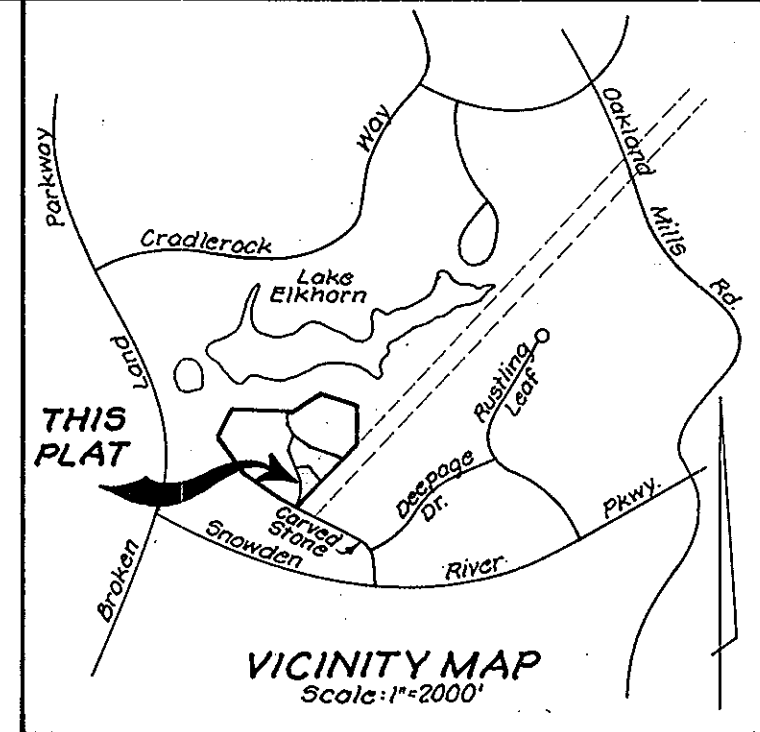 Parkway
Way
Oakland
Mills
Rd.
Cradlerock
Lake
Elkhorn
Land
Rustling
Leaf
THIS
PLAT
Deepage
Dr.
Pkwy.
Carved
Stone
Snowden
River
Broken
VICINITY MAP
Scale: 1"=2000'